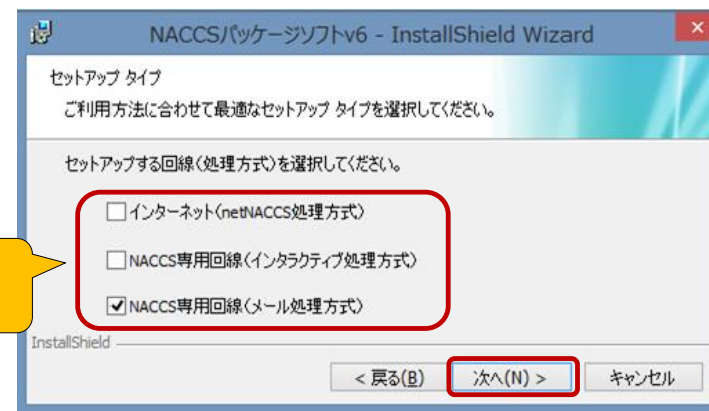 NACCSパッケージソフトv6 - InstallShield Wizard
セットアップ タイプ
ご利用方法に合わせて最適なセットアップ タイプを選択してください。
セットアップする回線(処理方式)を選択してください。
インターネット(netNACCS処理方式)
NACCS専用回線(インタラクティブ処理方式)
NACCS専用回線(メール処理方式)
InstallShield
< 戻る(B) 次へ(N) > キャンセル